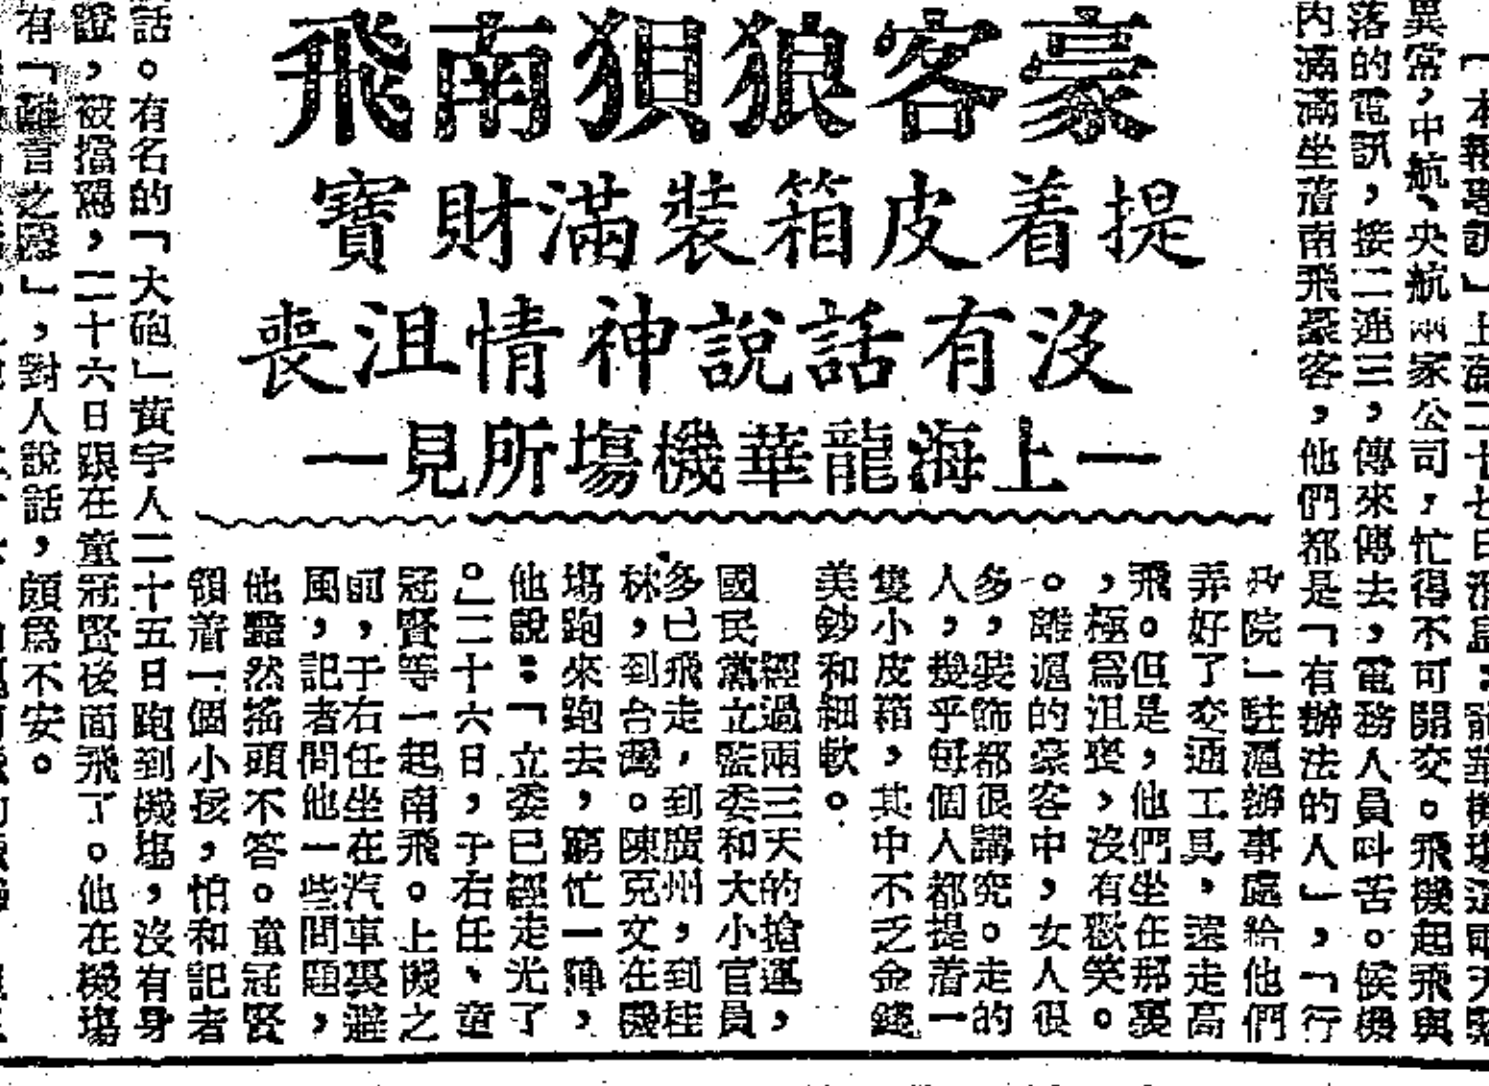 豪客狼狽南飛
提着皮箱裝滿財寶
沒有話說神情沮喪
—上海龍華機場所見—
【本報專訊】上海二十七日消息：龍華機場這兩天緊
異常，中航、央航兩家公司，忙得不可開交。飛機起飛與
落的電訊，接二連三，傳來傳去，電務人員叫苦。候機
內滿滿坐着南飛豪客，他們都是「有辦法的人」，「行
政院」駐滬辦事處給他們
弄好了交通工具，遠走高
飛。但是，他們坐在那裏
，極爲沮喪，沒有歡笑。
。離滬的豪客中，女人很
多，裝飾都很講究。走的
人，幾乎每個人都提着一
隻小皮箱，其中不乏金錢
美鈔和細軟。
經過兩三天的搶運，
國民黨立監委和大小官員
多已飛走，到廣州，到桂
林，到台灣。陳克文在機
場跑來跑去，窮忙一陣，
他說：「立委已經走光了
。」二十六日，于右任、童
冠賢等一起南飛。上機之
前，于右任坐在汽車裏避
風，記者問他一些問題，
他黯然搖頭不答。童冠賢
領着一個小孩，怕和記者
話。有名的「大砲」黃宇人二十五日跑到機場，沒有身
證，被擋駕，二十六日跟在童冠賢後面飛了。他在機場
有「難言之隱」，對人說話，頗爲不安。